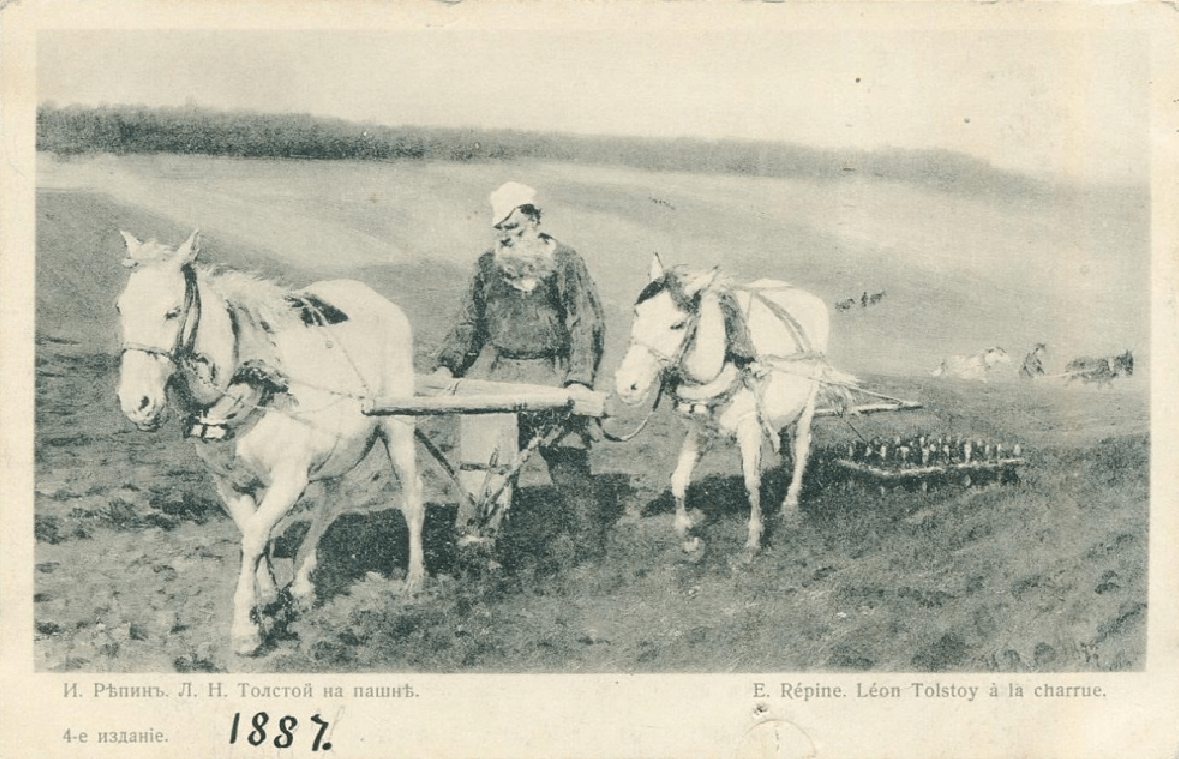 И. Рѣпинъ. Л. Н. Толстой на пашнѣ.
E. Répine. Léon Tolstoy à la charrue.
4-е изданіе.
1887.